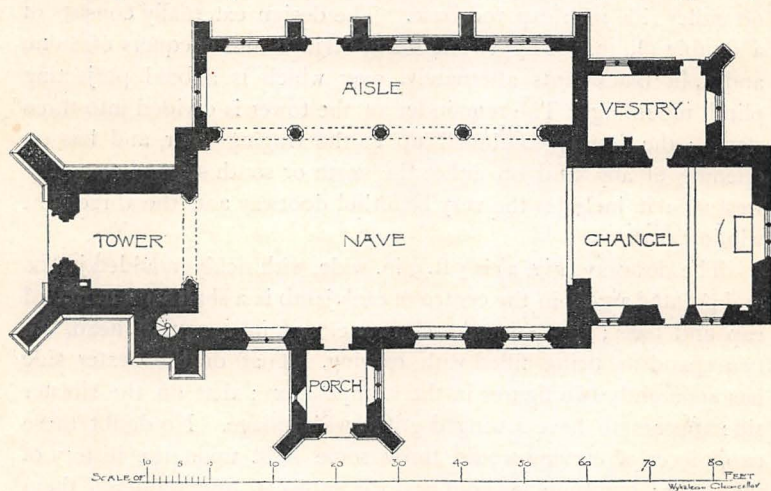 AISLE
VESTRY
TOWER
NAVE
CHANCEL
PORCH
10 5 0 10 20 30 40 50 60 70 80
SCALE OF FEET
Wykeham Chancellor